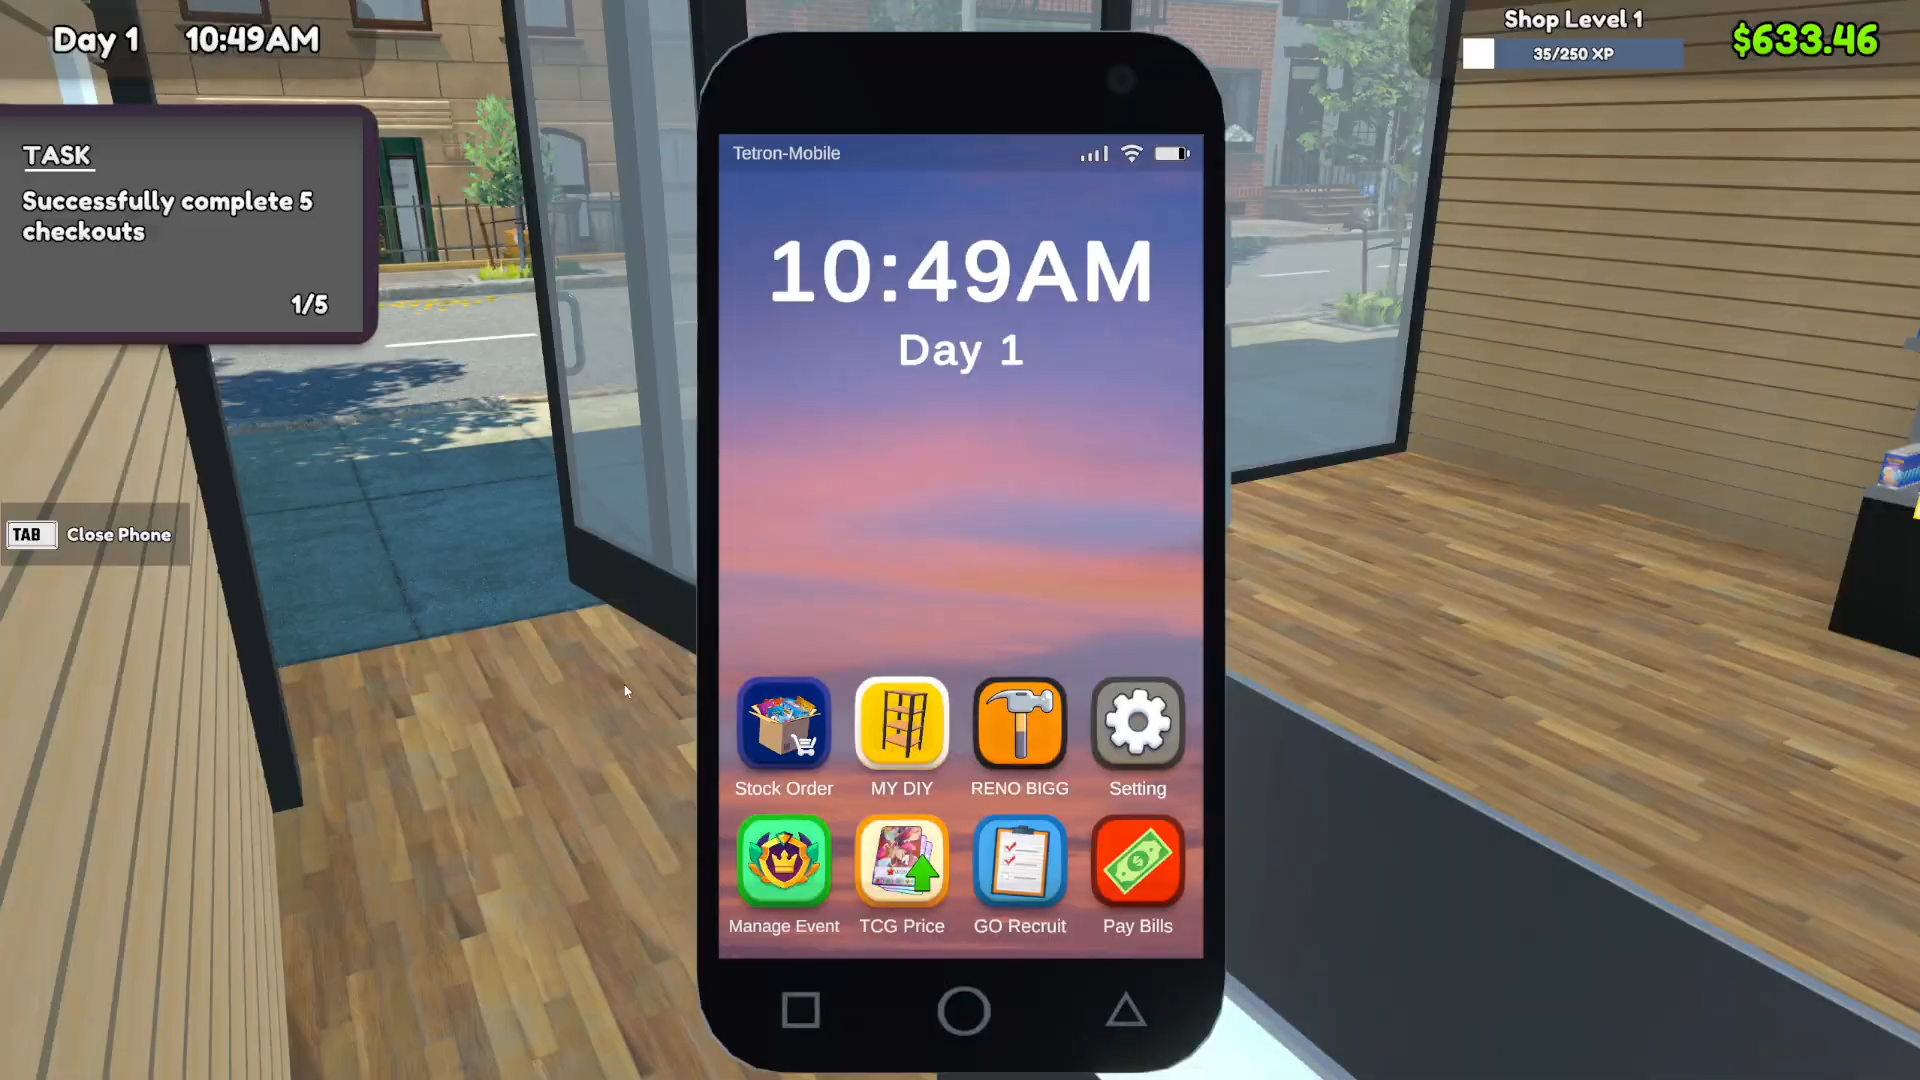 Day 1 10:49AM
Shop Level 1
35/250 XP
$633.46
TASK
Successfully complete 5
checkouts
1/5
TAB Close Phone
Tetron-Mobile
10:49AM
Day 1
Stock Order MY DIY RENO BIGG Setting
Manage Event TCG Price GO Recruit Pay Bills